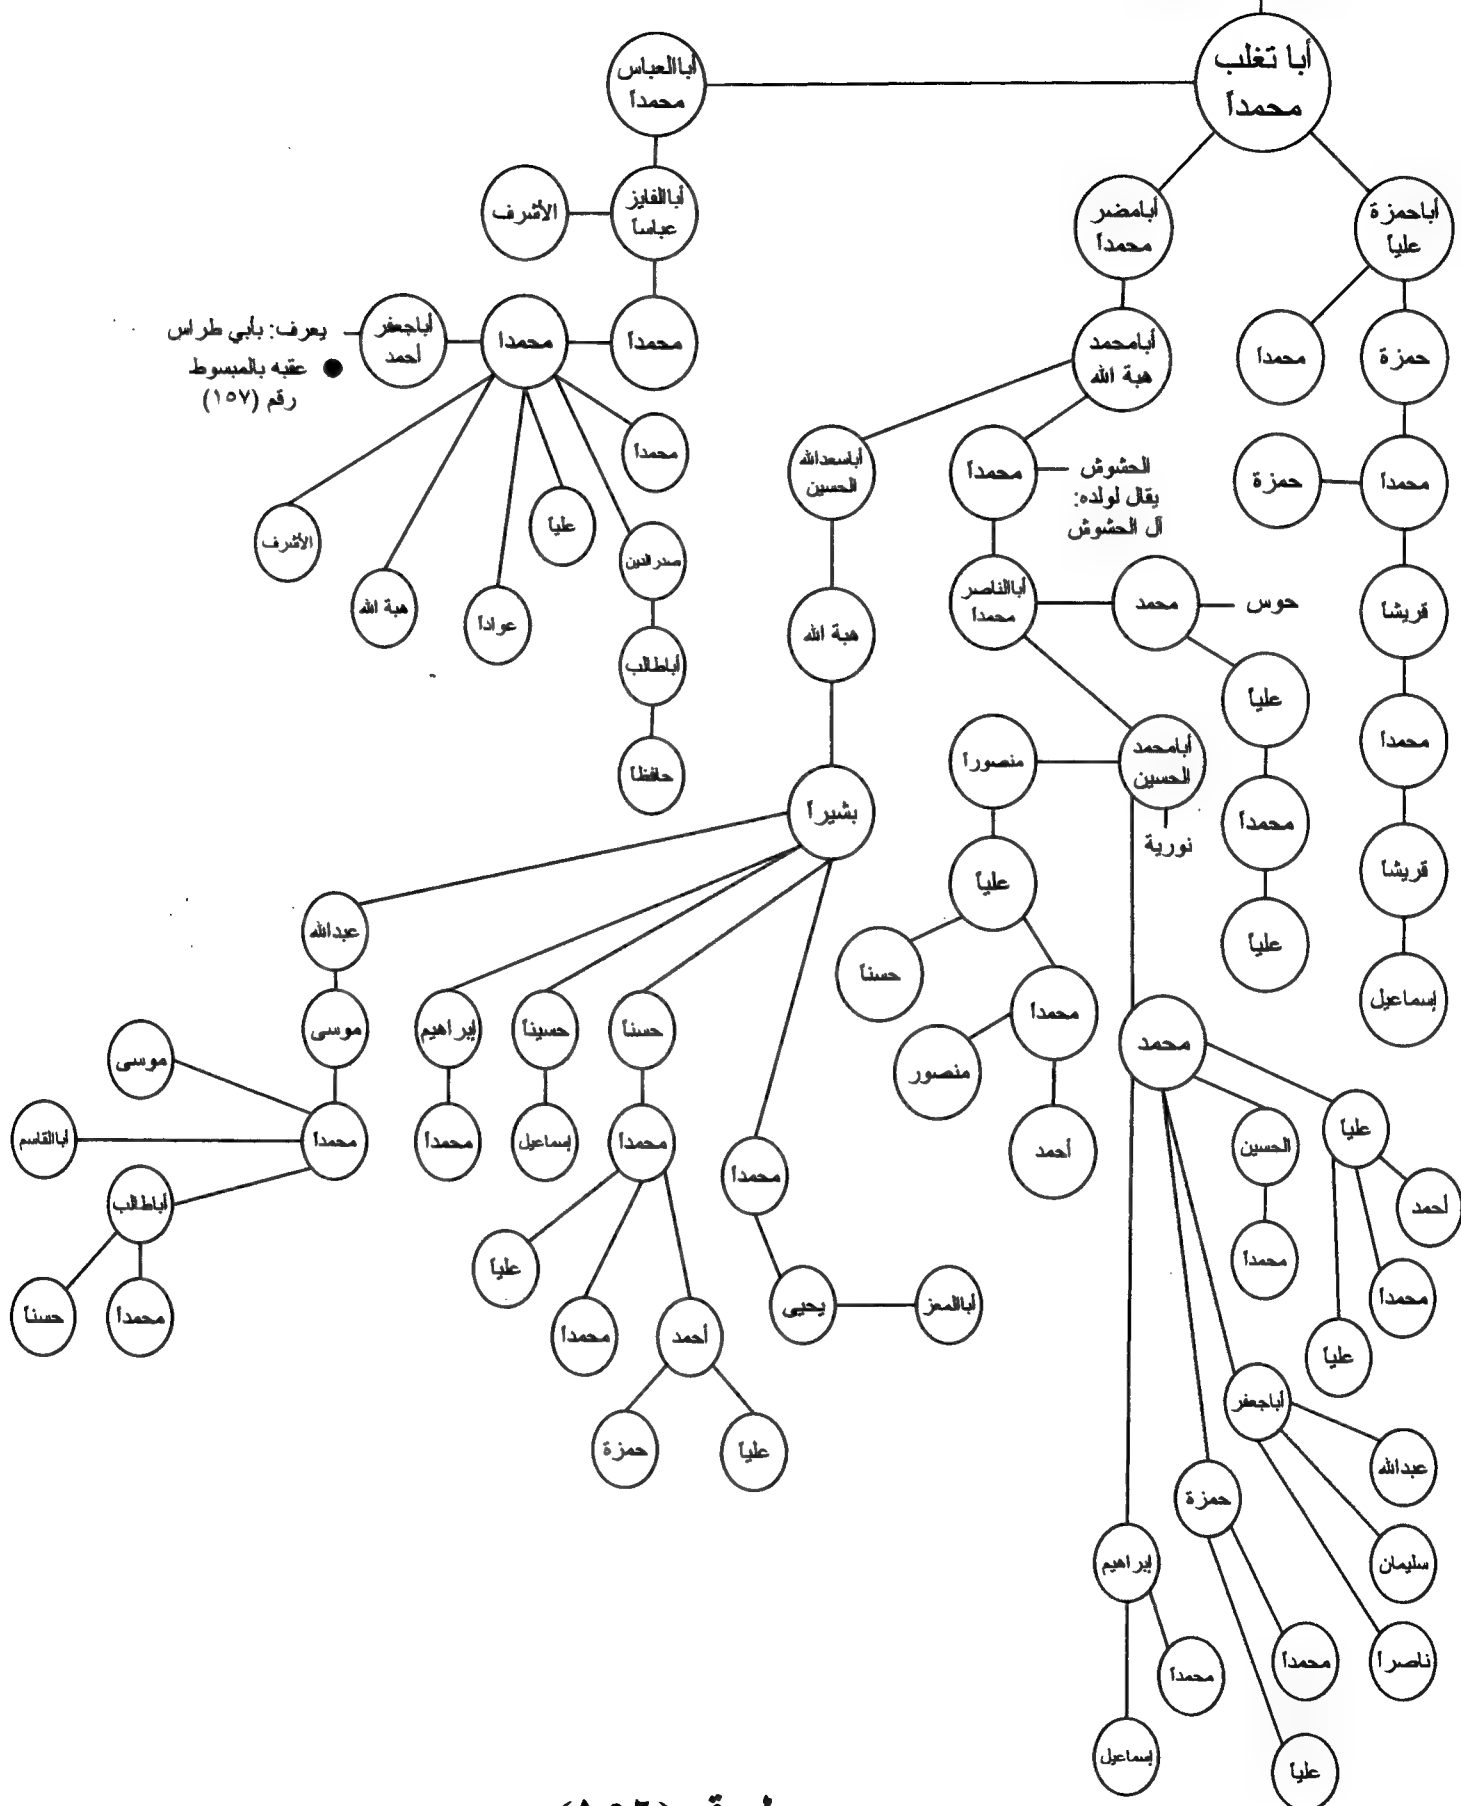 أبا تغلب
محمداً
أباالعباس
محمداً
أباالفايز
عباساً
الأشرف
أبامضر
محمداً
أباحمزة
علياً
يعرف: بأبي طراس
عقبه بالمبسوط
رقم (١٥٧)
أباجعفر
أحمد
محمدا
محمداً
أبامحمد
هبة الله
محمداً
حمزة
محمداً
أباسعدالله
الحسين
محمداً
الحشوش
يقال لولده:
آل الحشوش
حمزة
محمداً
الأشرف
هبة الله
عواداً
علياً
صدرالدين
أباطالب
حافظاً
هبة الله
أباالناصر
محمداً
محمد
حوس
قريشاً
علياً
محمداً
منصوراً
أبامحمد
الحسين
نورية
محمداً
بشيراً
علياً
قريشا
عبدالله
حسناً
علياً
إسماعيل
موسى
إبراهيم
حسيناً
حسناً
محمداً
منصور
محمد
موسى
أباالقاسم
محمداً
محمداً
إسماعيل
محمداً
محمداً
أحمد
الحسين
علياً
أباطالب
أحمد
حسناً
محمداً
علياً
محمداً
أحمد
يحيى
أباالمعز
محمداً
محمداً
علياً
حمزة
علياً
أباجعفر
عبدالله
حمزة
إبراهيم
سليمان
محمداً
محمداً
ناصراً
إسماعيل
علياً